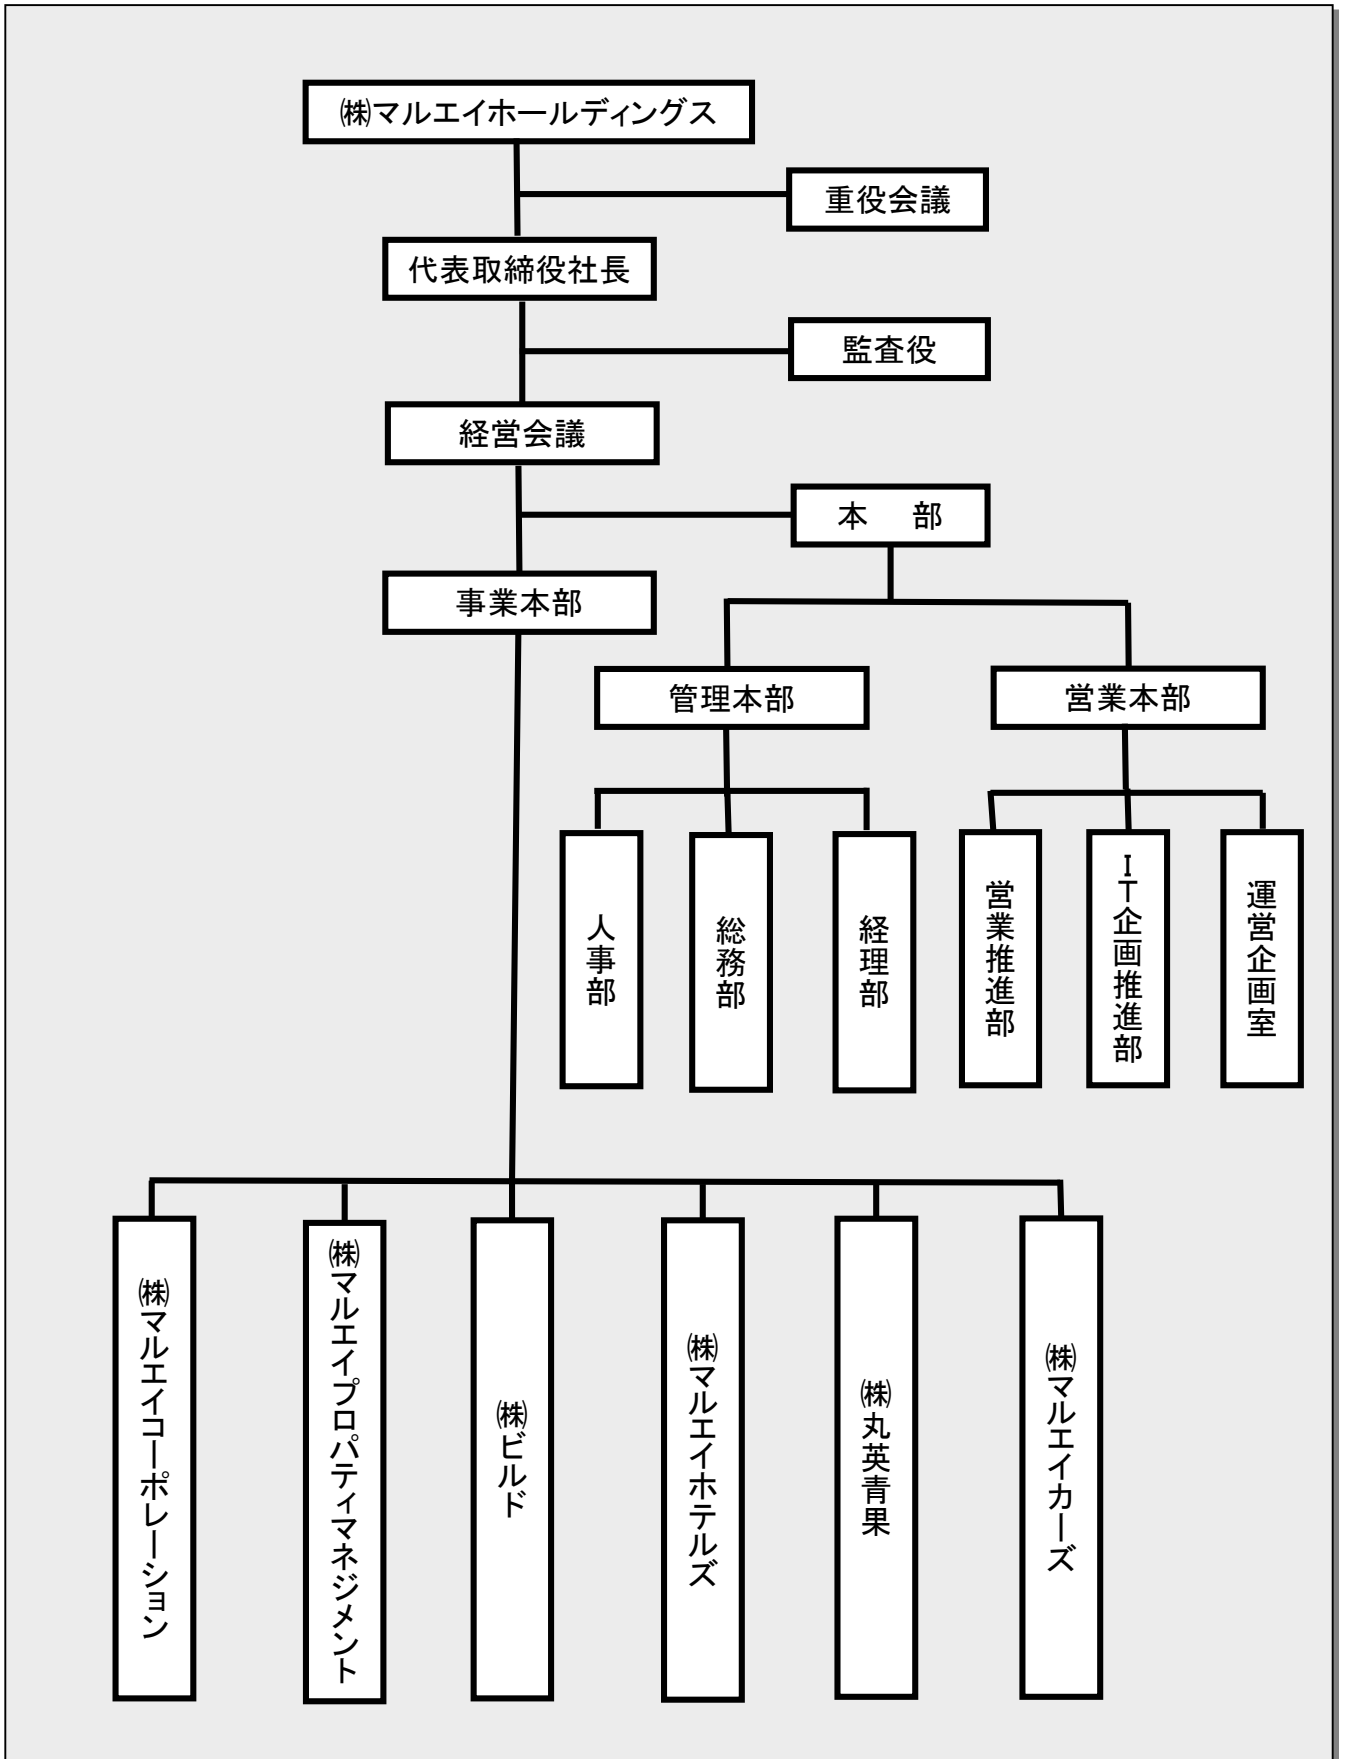 ㈱マルエイホールディングス
重役会議
代表取締役社長
監査役
経営会議
本　部
事業本部
管理本部
営業本部
人事部
総務部
経理部
営業推進部
ＩＴ企画推進部
運営企画室
㈱マルエイコーポレーション
㈱マルエイプロパティマネジメント
㈱ビルド
㈱マルエイホテルズ
㈱丸英青果
㈱マルエイカーズ